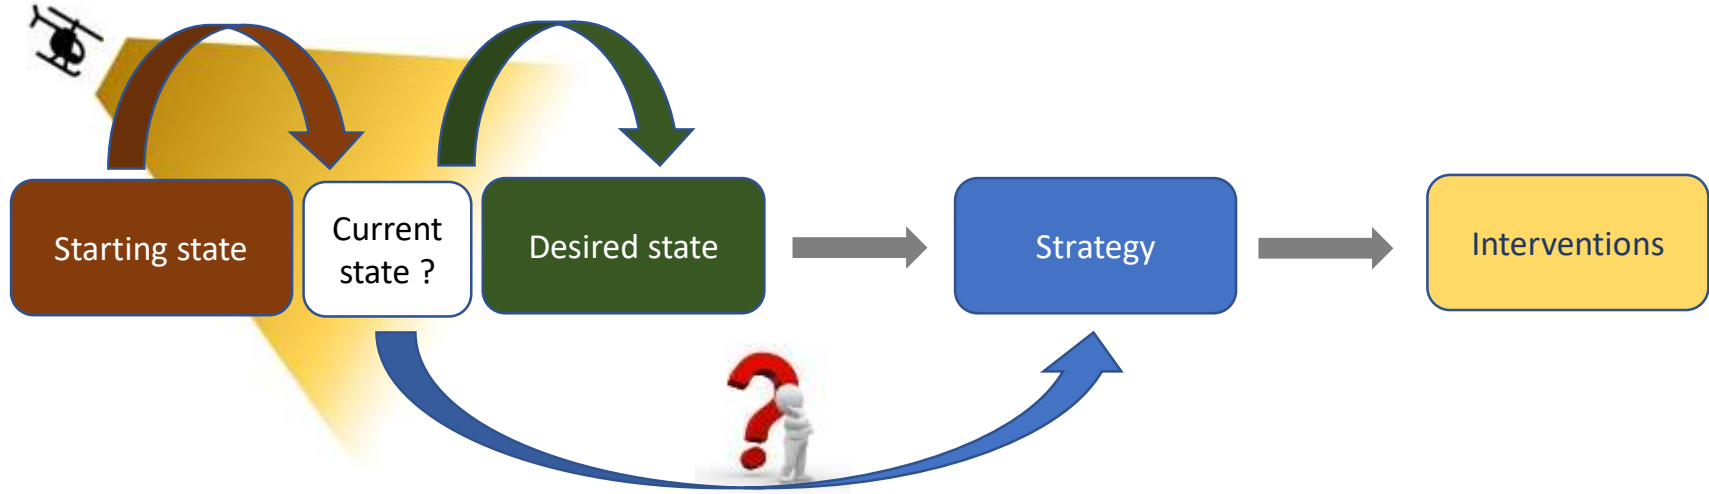 Starting state
Current
state ?
Desired state
Strategy
Interventions